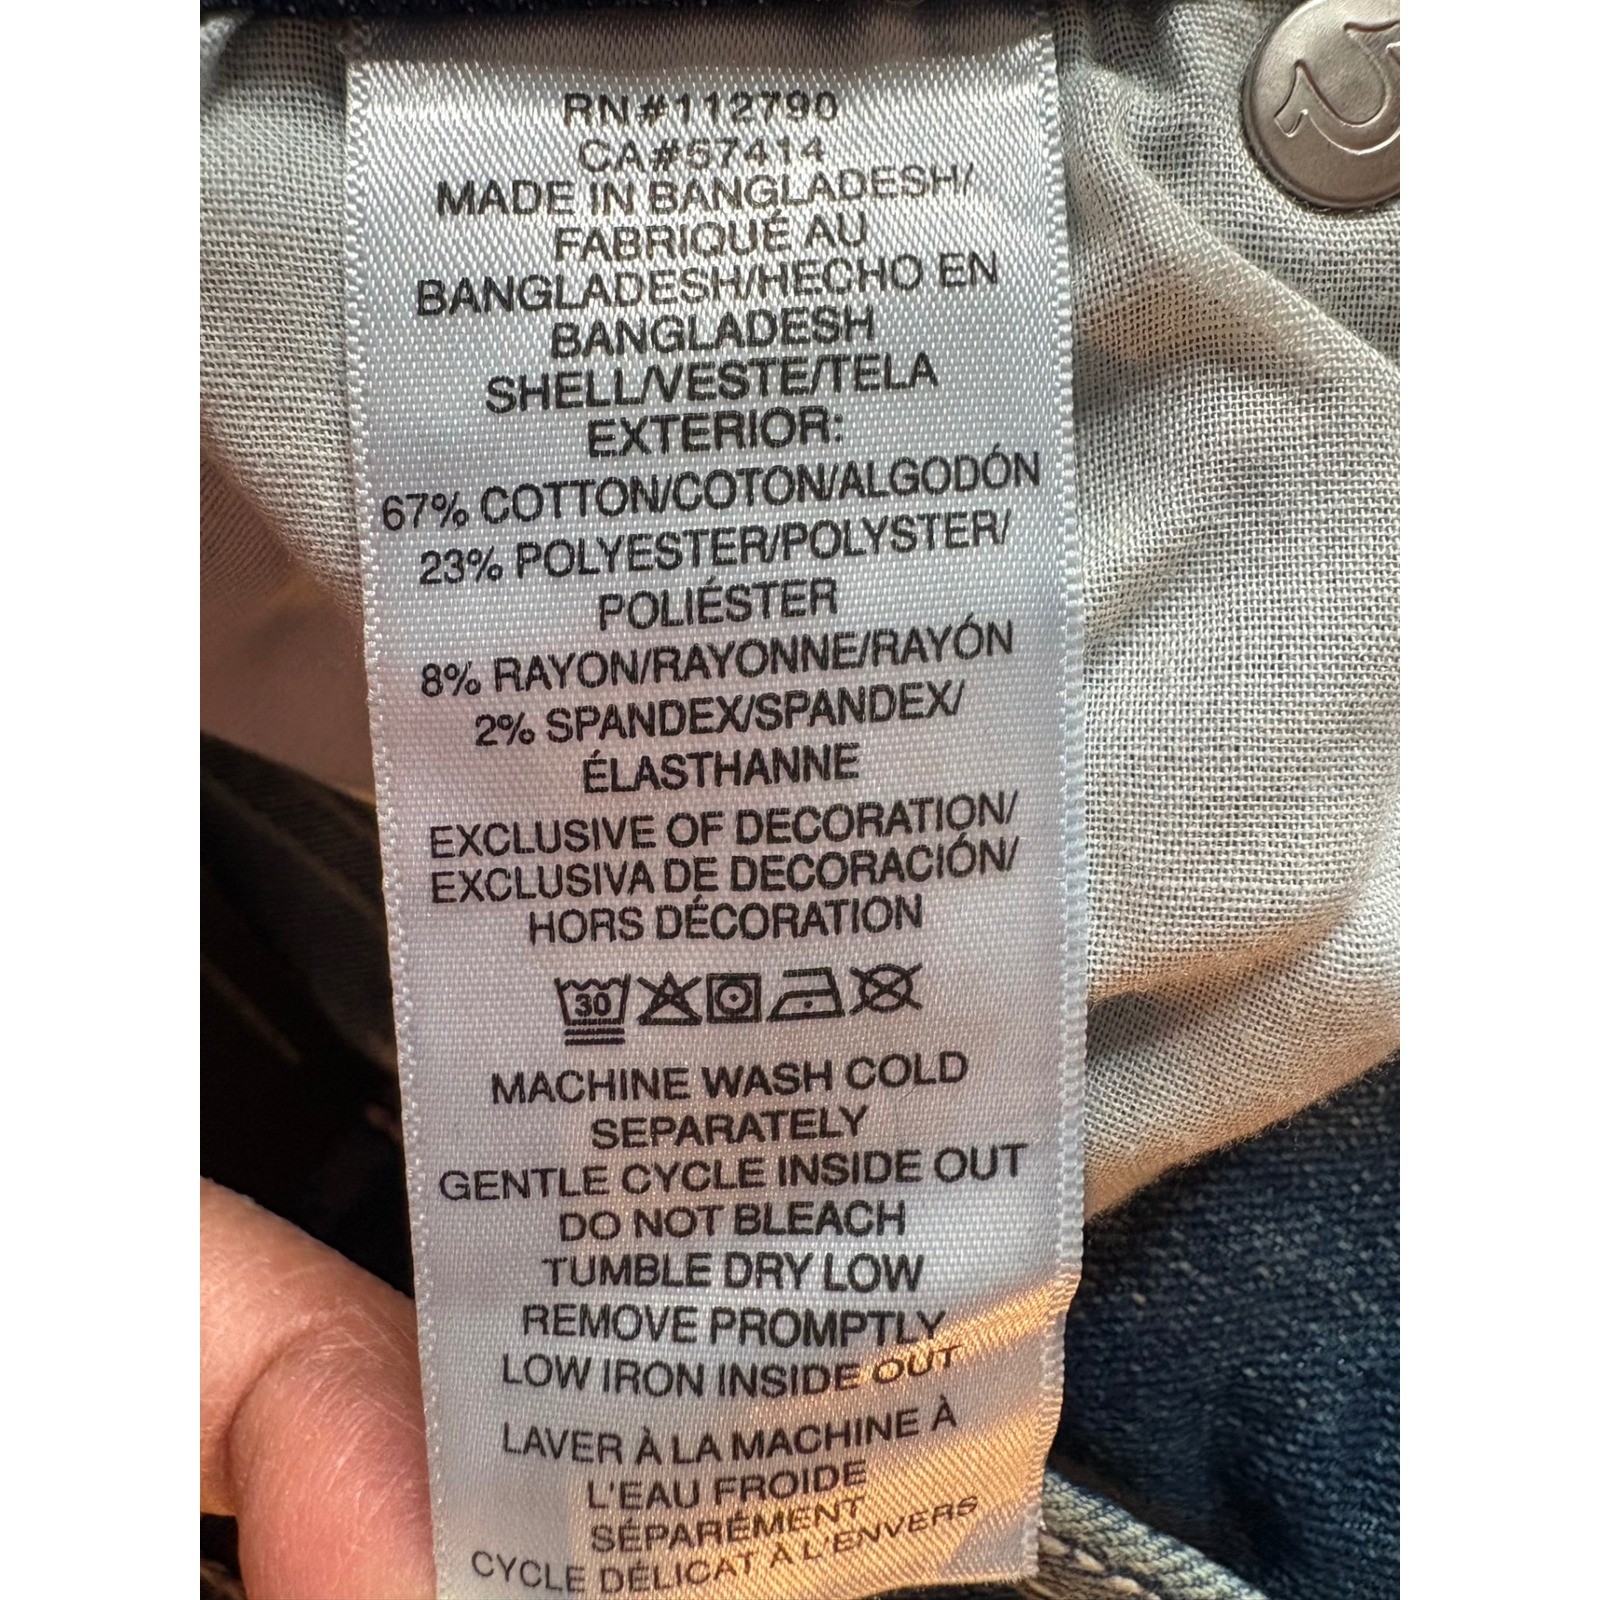 RN#112790
CA#57414
MADE IN BANGLADESH/
FABRIQUÉ AU
BANGLADESH/HECHO EN
BANGLADESH
SHELL/VESTE/TELA
EXTERIOR:
67% COTTON/COTON/ALGODÓN
23% POLYESTER/POLYSTER/
POLIÉSTER
8% RAYON/RAYONNE/RAYÓN
2% SPANDEX/SPANDEX/
ÉLASTHANNE
EXCLUSIVE OF DECORATION/
EXCLUSIVA DE DECORACIÓN/
HORS DÉCORATION
30
MACHINE WASH COLD
SEPARATELY
GENTLE CYCLE INSIDE OUT
DO NOT BLEACH
TUMBLE DRY LOW
REMOVE PROMPTLY
LOW IRON INSIDE OUT
LAVER À LA MACHINE À
L'EAU FROIDE
SÉPARÉMENT
CYCLE DÉLICAT À L'ENVERS